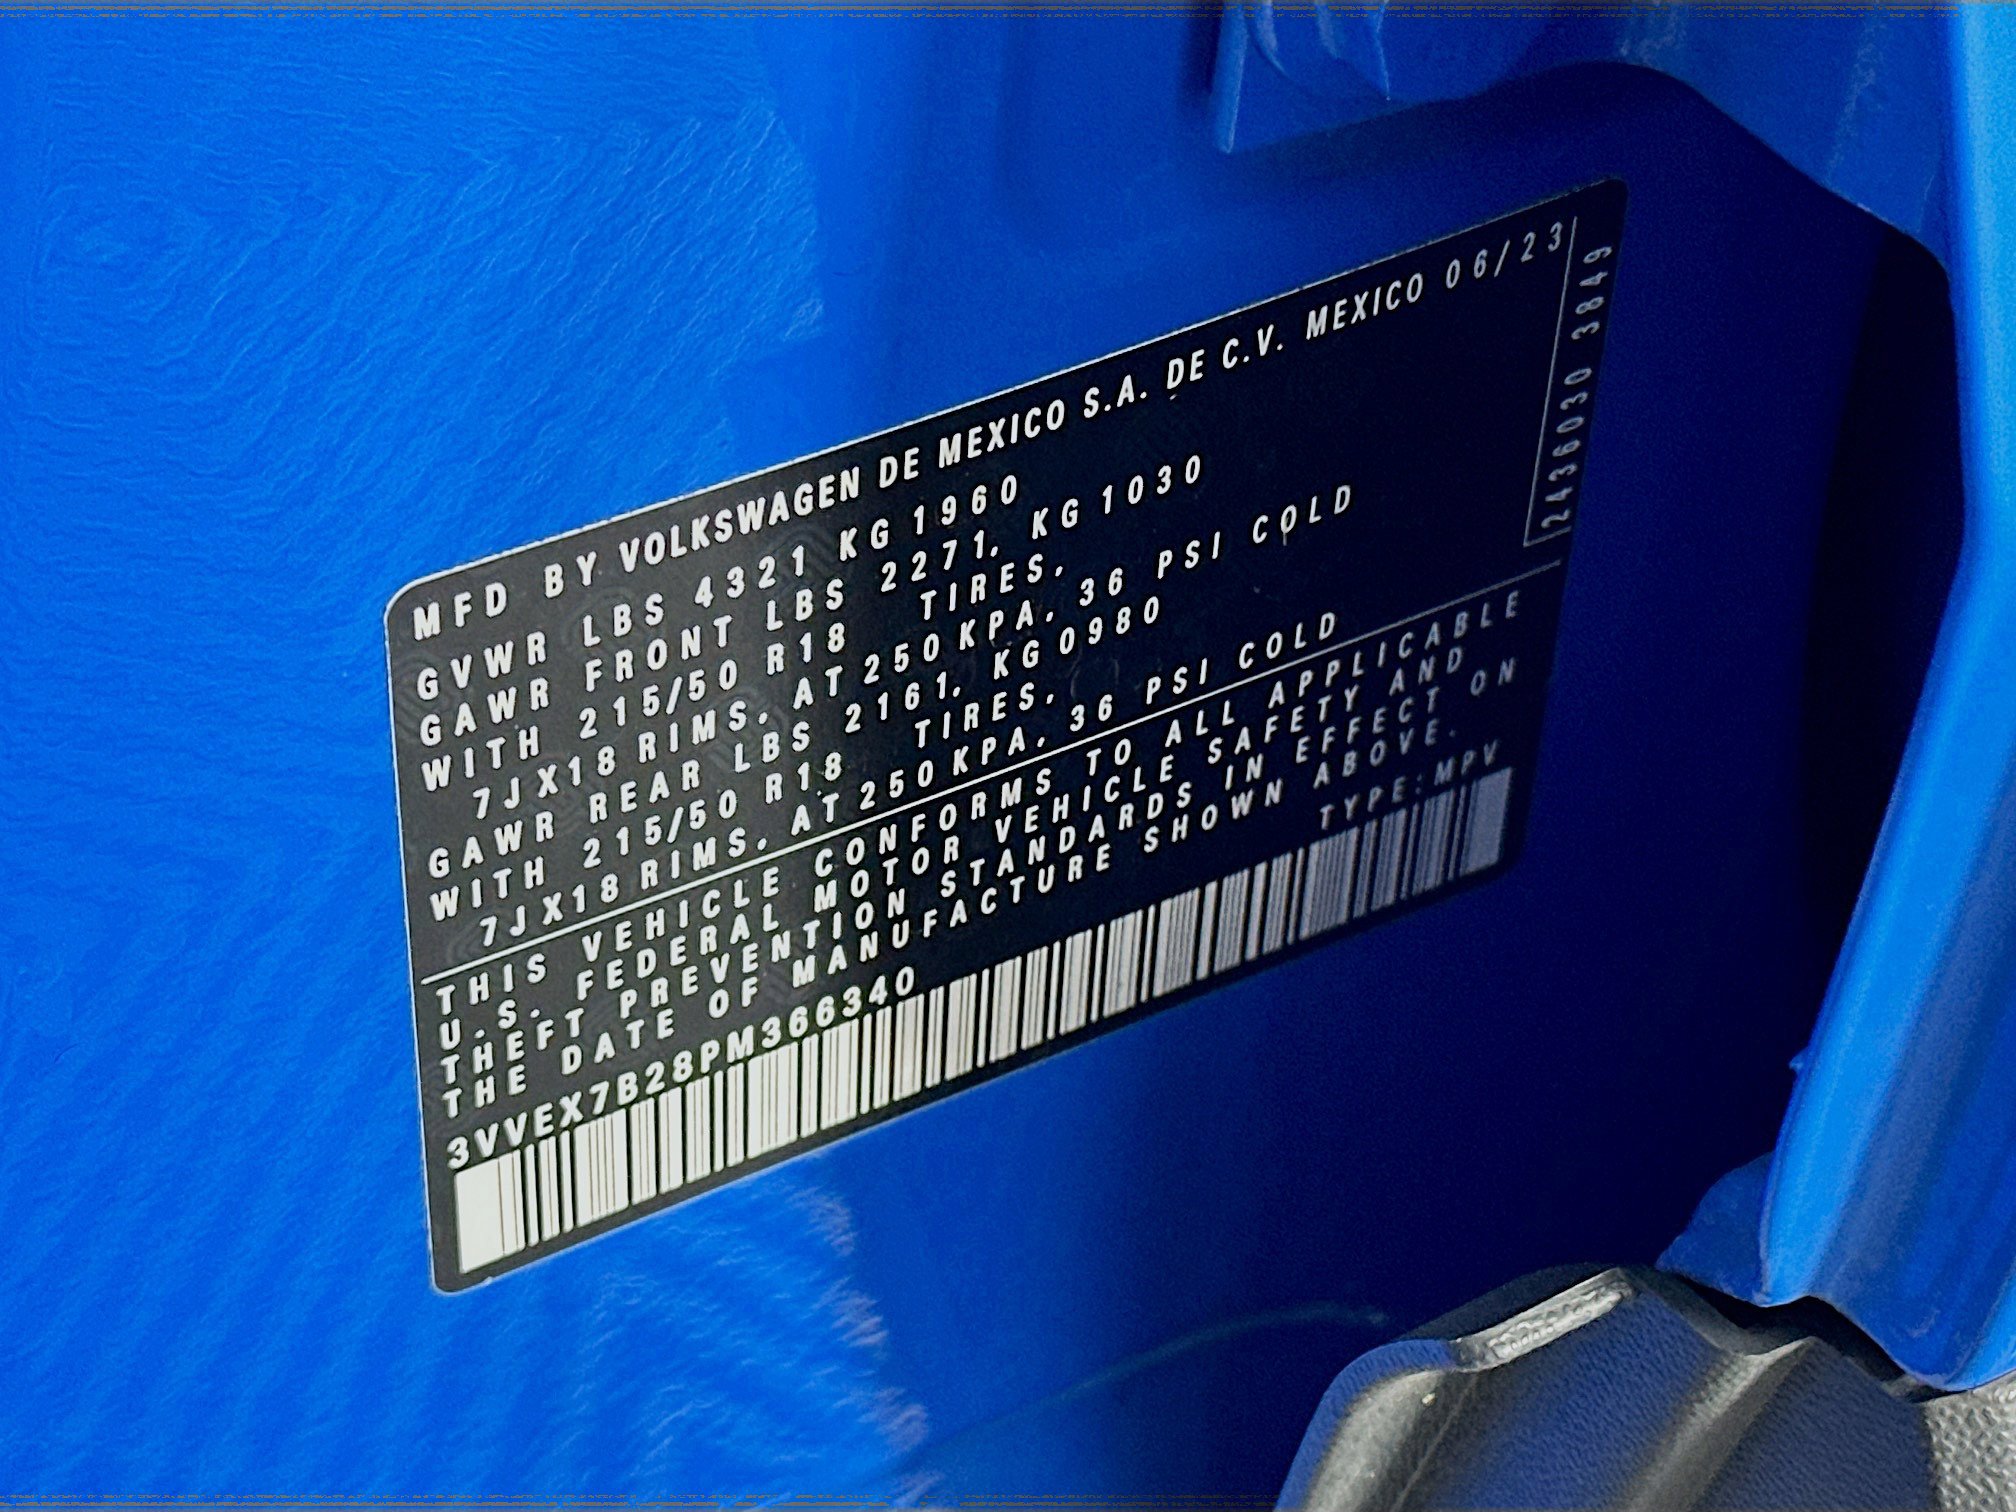 MFD BY VOLKSWAGEN DE MEXICO S.A. DE C.V. MEXICO 06/23
GVWR LBS 4321 KG 1960
GAWR FRONT LBS 2271. KG 1030
WITH 215/50 R18 TIRES.
7JX18 RIMS. AT 250 KPA. 36 PSI COLD
GAWR REAR LBS 2161. KG 0980
WITH 215/50 R18 TIRES.
7JX18 RIMS. AT 250 KPA. 36 PSI COLD
2436030 3849
THIS VEHICLE CONFORMS TO ALL APPLICABLE
U.S. FEDERAL MOTOR VEHICLE SAFETY AND
THEFT PREVENTION STANDARDS IN EFFECT ON
THE DATE OF MANUFACTURE SHOWN ABOVE.
3VVEX7B28PM366340 TYPE:MPV